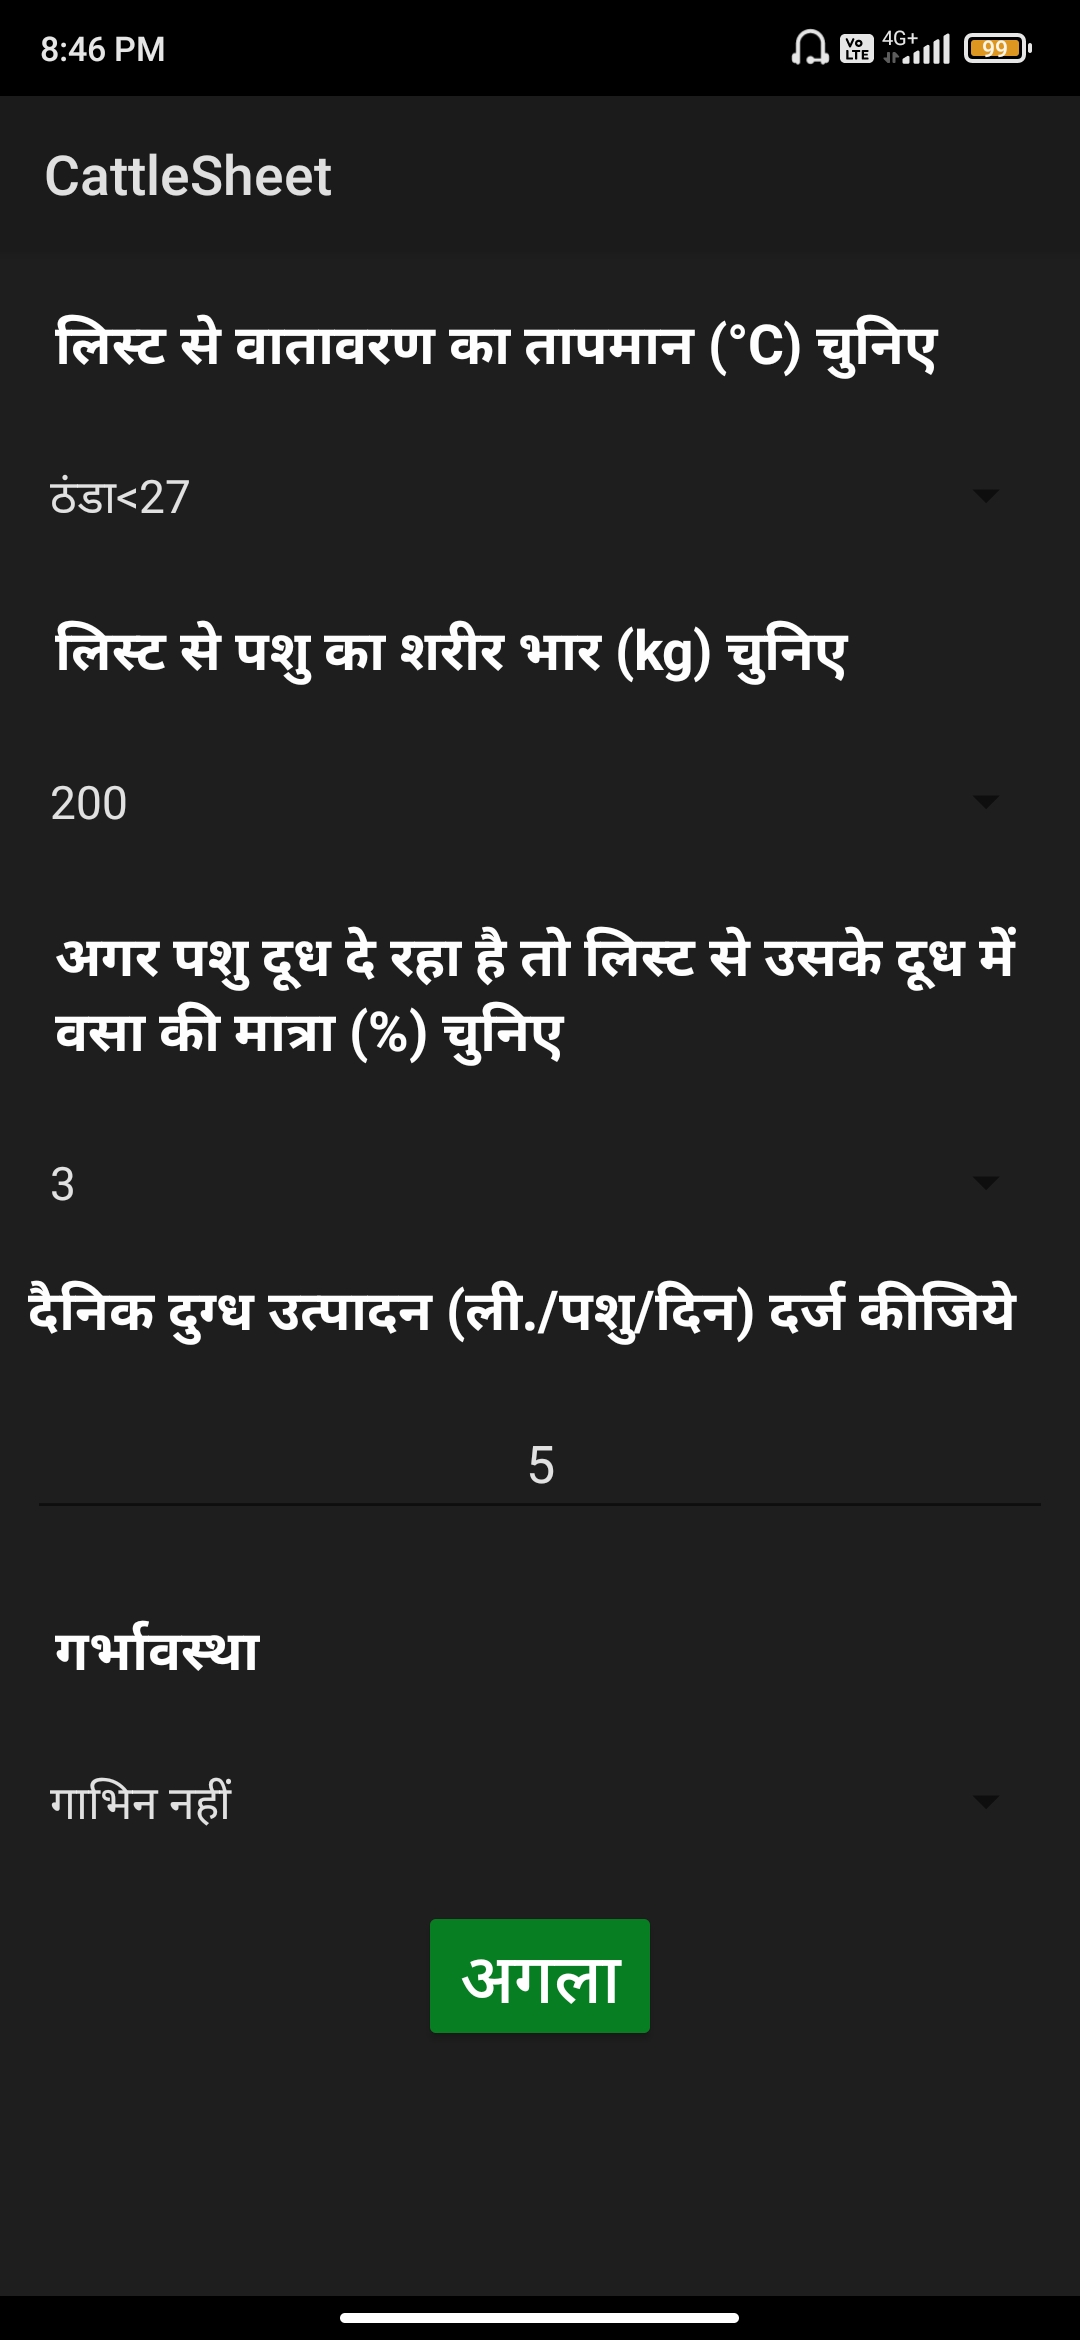 8:46 PM
Vo LTE 4G+ 99
CattleSheet
लिस्ट से वातावरण का तापमान (°C) चुनिए
ठंडा<27
लिस्ट से पशु का शरीर भार (kg) चुनिए
200
अगर पशु दूध दे रहा है तो लिस्ट से उसके दूध में
वसा की मात्रा (%) चुनिए
3
दैनिक दुग्ध उत्पादन (ली./पशु/दिन) दर्ज कीजिये
5
गर्भावस्था
गाभिन नहीं
अगला